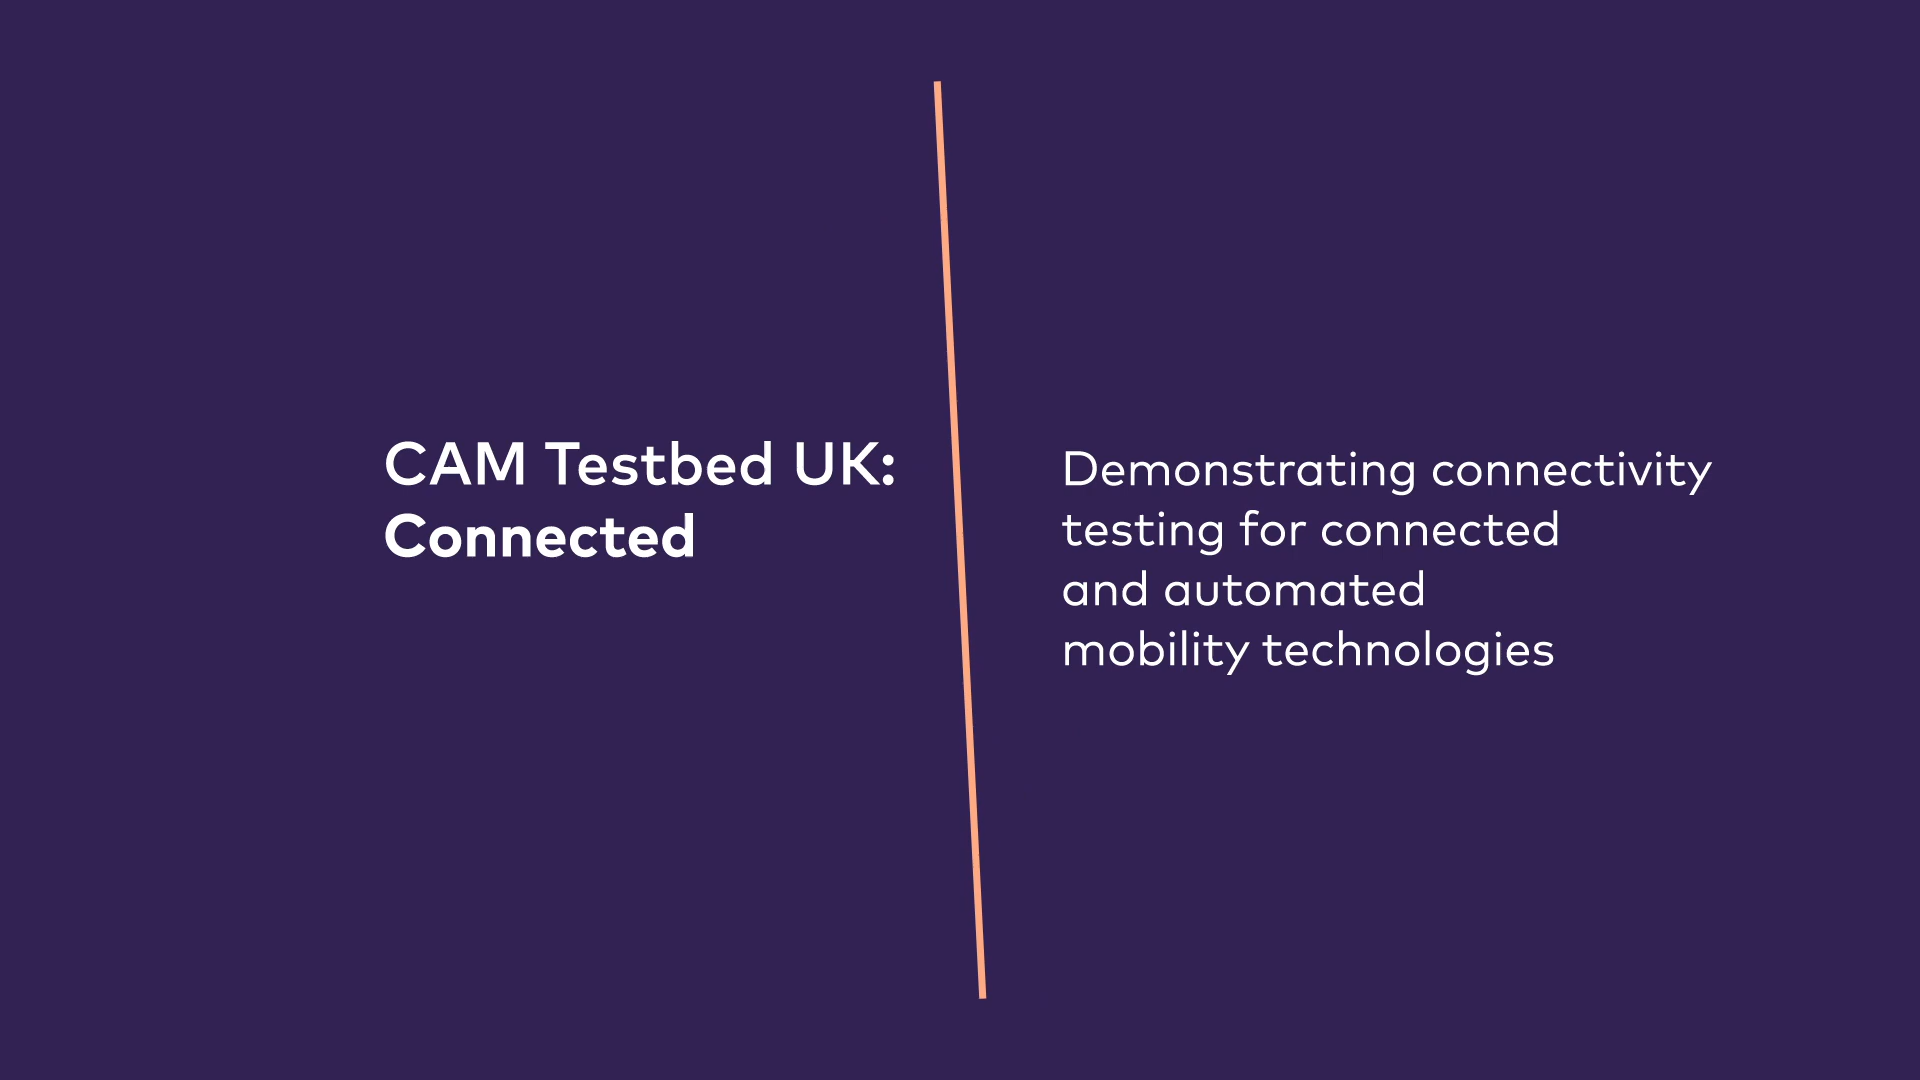 CAM Testbed UK:
Connected
Demonstrating connectivity
testing for connected
and automated
mobility technologies